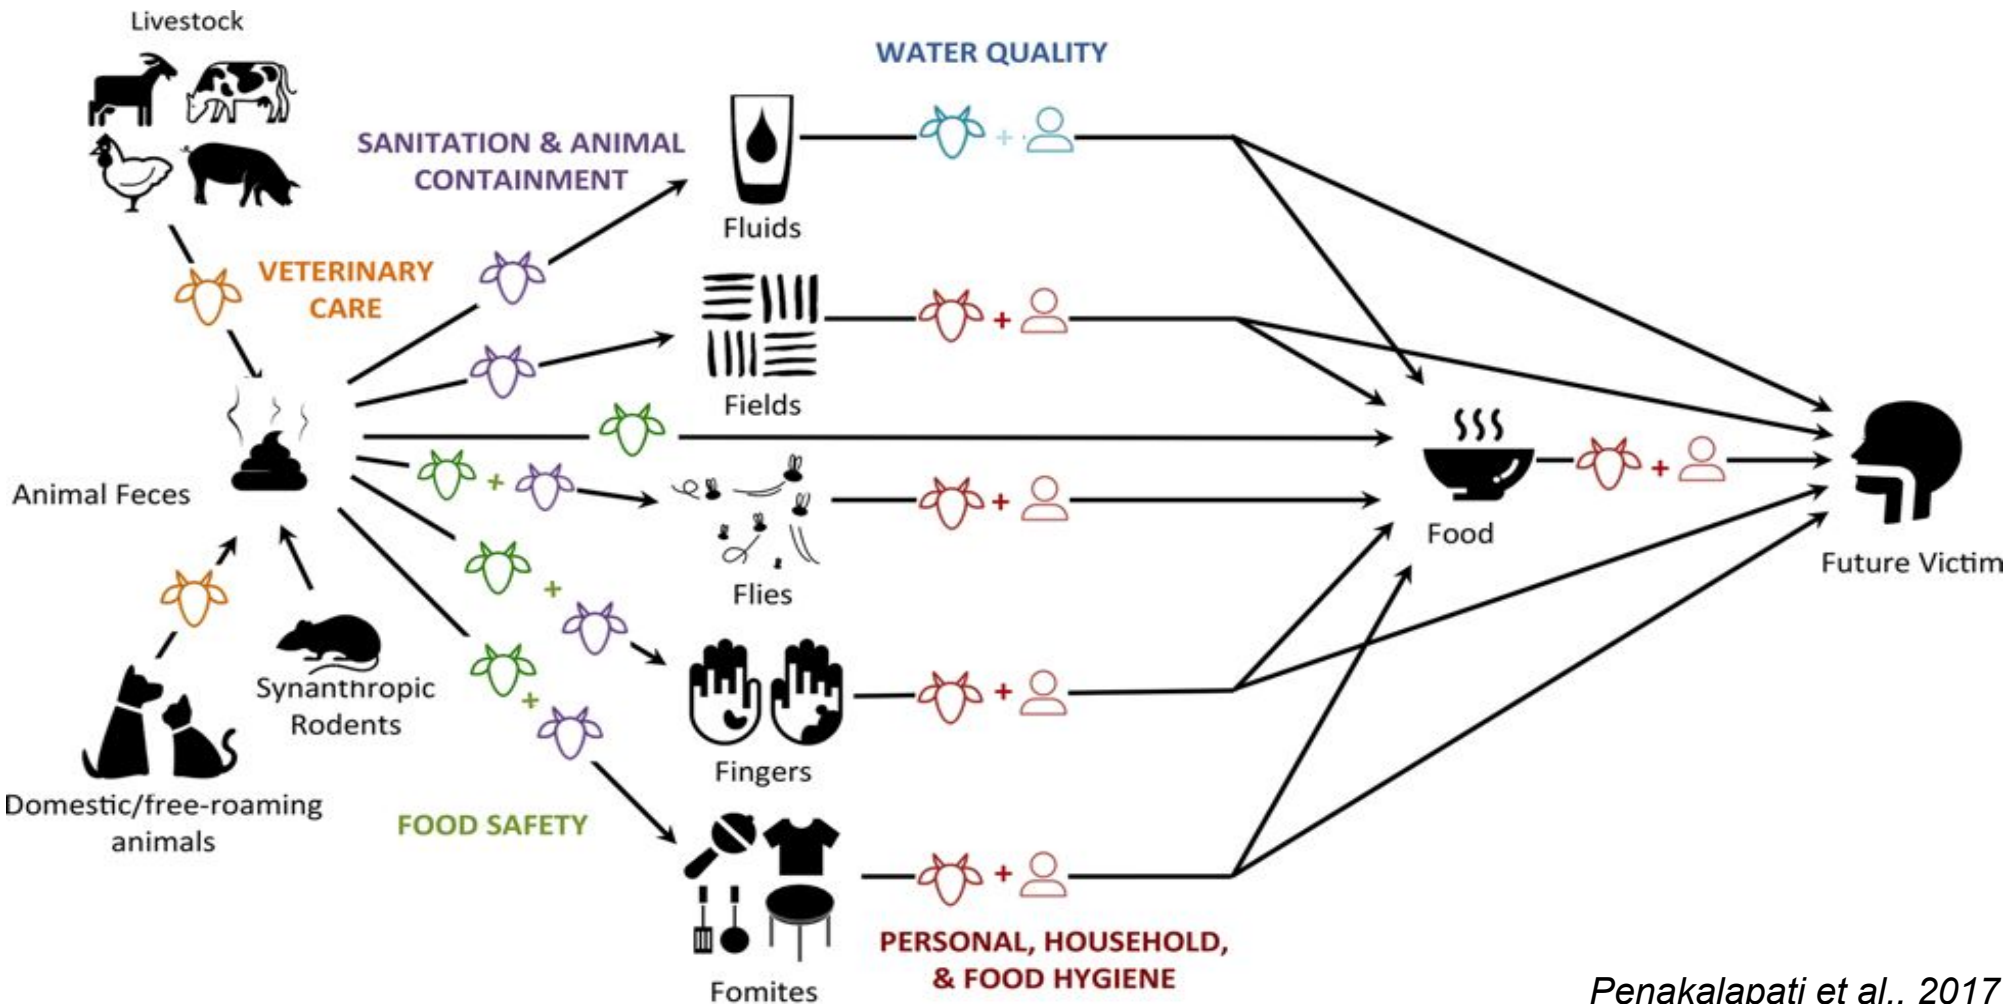 Livestock
WATER QUALITY
SANITATION & ANIMAL
CONTAINMENT
Fluids
VETERINARY
CARE
Fields
Animal Feces
Food
Future Victim
Flies
Synanthropic
Rodents
Fingers
Domestic/free-roaming
animals
FOOD SAFETY
PERSONAL, HOUSEHOLD,
& FOOD HYGIENE
Fomites
Penakalapati et al., 2017